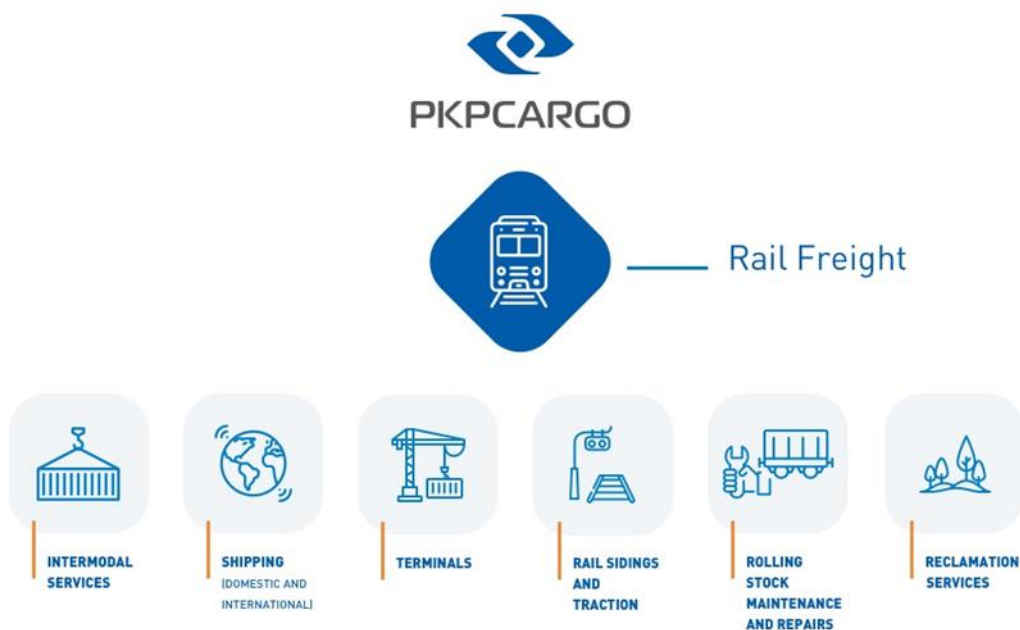 PKPCARGO
Rail Freight
INTERMODAL
SERVICES
SHIPPING
(DOMESTIC AND
INTERNATIONAL)
TERMINALS
RAIL SIDINGS
AND
TRACTION
ROLLING
STOCK
MAINTENANCE
AND REPAIRS
RECLAMATION
SERVICES